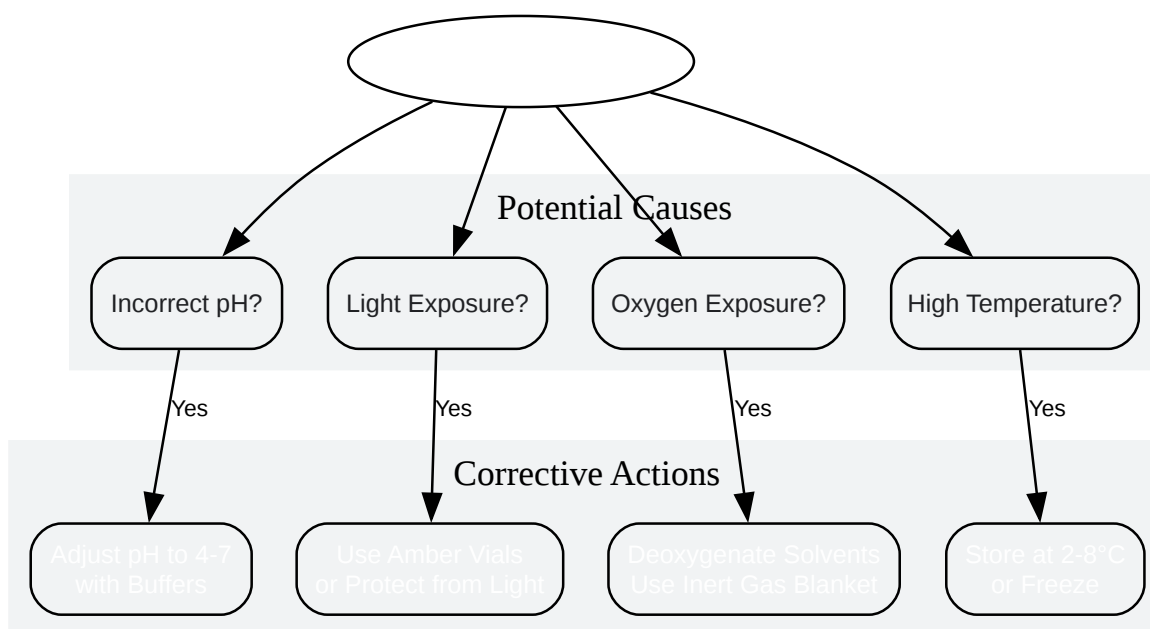 Potential Causes
Incorrect pH?
Light Exposure?
Oxygen Exposure?
High Temperature?
Yes
Yes
Yes
Yes
Corrective Actions
Adjust pH to 4-7
with Buffers
Use Amber Vials
or Protect from Light
Deoxygenate Solvents
Use Inert Gas Blanket
Store at 2-8°C
or Freeze